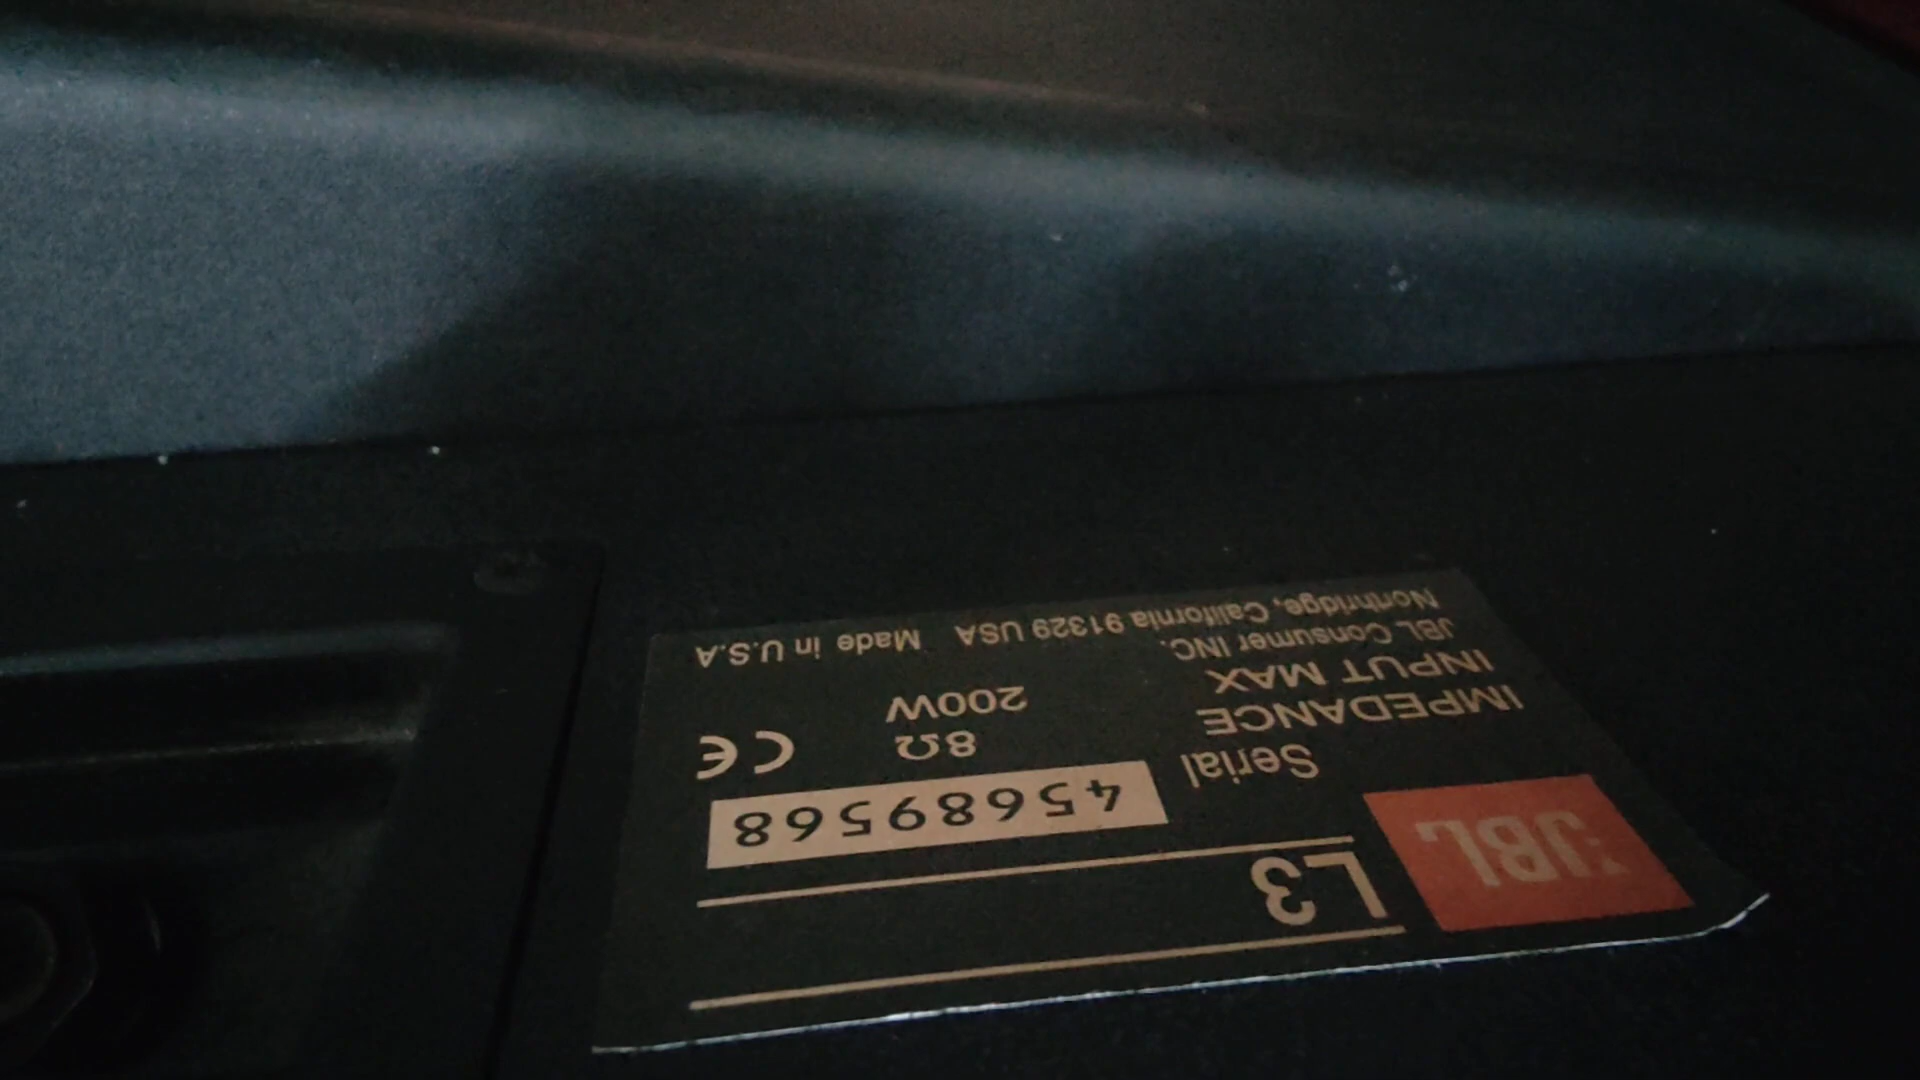 JBL
L3
Serial 45689568
IMPEDANCE 8Ω
INPUT MAX 200W
CE
JBL Consumer INC.
Northridge, California 91329 USA Made in U.S.A